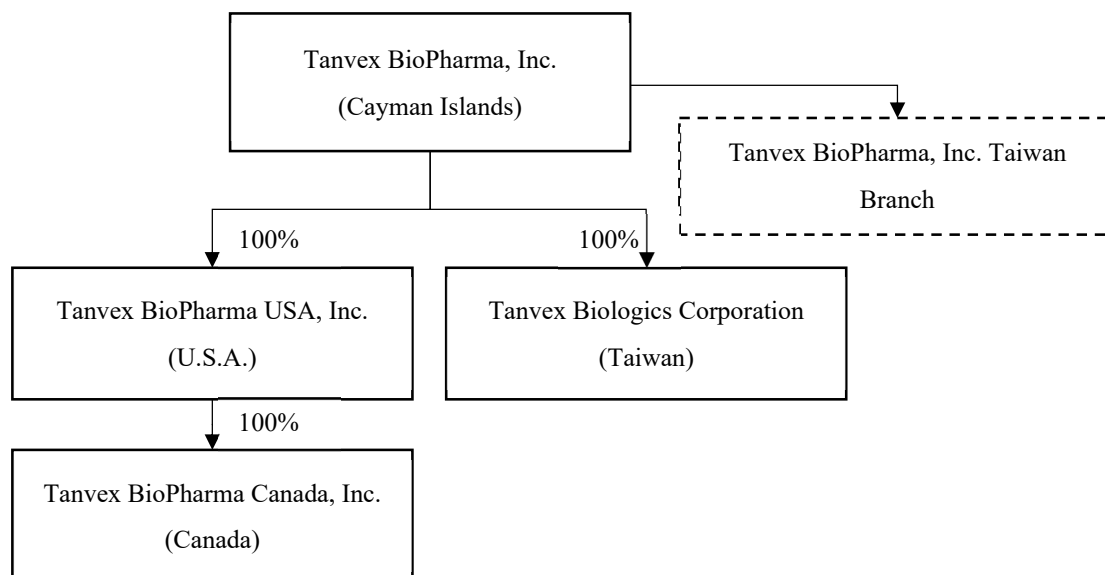 Tanvex BioPharma, Inc.
(Cayman Islands)
Tanvex BioPharma, Inc. Taiwan
Branch
100%
100%
Tanvex BioPharma USA, Inc.
(U.S.A.)
Tanvex Biologics Corporation
(Taiwan)
100%
Tanvex BioPharma Canada, Inc.
(Canada)